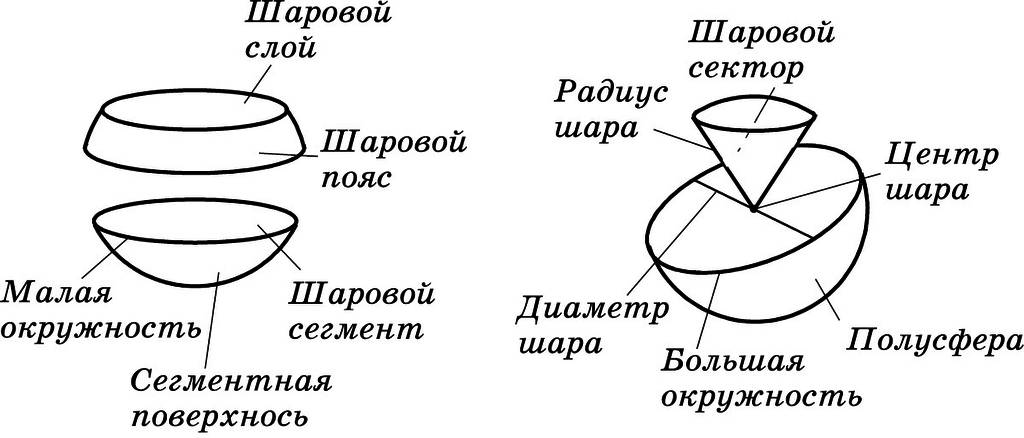 Шаровой
слой
Шаровой
пояс
Малая
окружность
Шаровой
сегмент
Сегментная
поверхнось
Шаровой
сектор
Радиус
шара
Центр
шара
Диаметр
шара
Большая
окружность
Полусфера